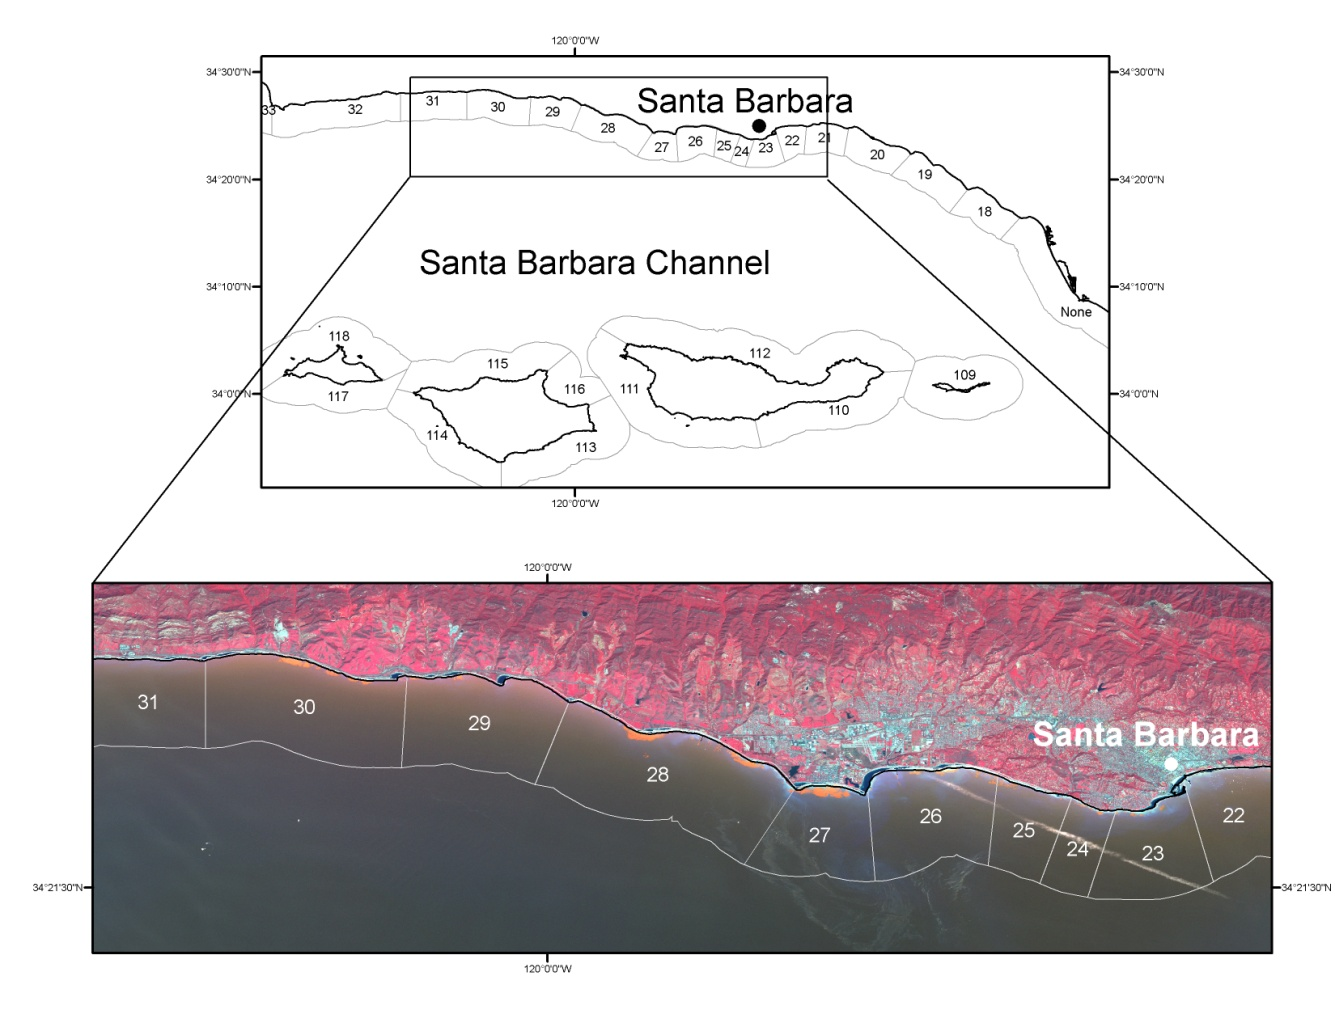 120°0'0"W
34°30'0"N
34°30'0"N
33
32
31
30
29
28
27
26
25
24
23
22
21
20
19
18
Santa Barbara
34°20'0"N
34°20'0"N
Santa Barbara Channel
34°10'0"N
34°10'0"N
None
118
115
112
109
34°0'0"N
34°0'0"N
117
116
111
110
114
113
120°0'0"W
120°0'0"W
31
30
29
28
27
26
25
24
23
22
Santa Barbara
34°21'30"N
34°21'30"N
120°0'0"W